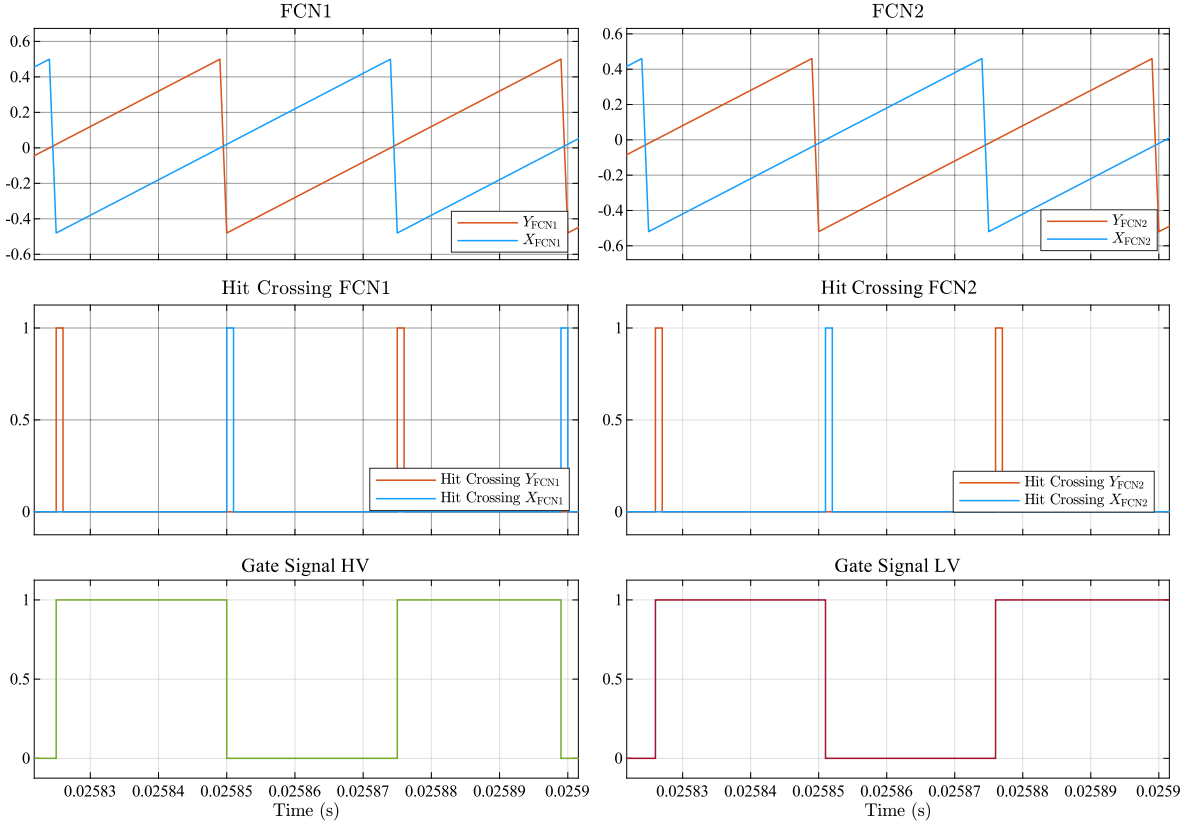 FCN1
0.6
0.4
0.2
0
-0.2
-0.4
-0.6
Y_FCN1
X_FCN1
FCN2
0.6
0.4
0.2
0
-0.2
-0.4
-0.6
Y_FCN2
X_FCN2
Hit Crossing FCN1
1
0.5
0
Hit Crossing Y_FCN1
Hit Crossing X_FCN1
Hit Crossing FCN2
1
0.5
0
Hit Crossing Y_FCN2
Hit Crossing X_FCN2
Gate Signal HV
1
0.5
0
0.02583 0.02584 0.02585 0.02586 0.02587 0.02588 0.02589 0.0259
Time (s)
Gate Signal LV
1
0.5
0
0.02583 0.02584 0.02585 0.02586 0.02587 0.02588 0.02589 0.0259
Time (s)